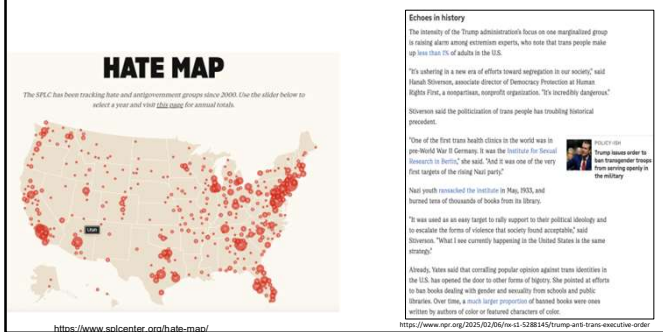 HATE MAP
The SPLC has been tracking hate and antigovernment groups since 2000. Use the slider below to
select a year and visit this page for annual totals.
Utah
https://www.splcenter.org/hate-map/
Echoes in history
The intensity of the Trump administration's focus on one marginalized group
is raising alarm among extremism experts, who note that trans people make
up less than 1% of adults in the U.S.
"It's ushering in a new era of efforts toward segregation in our society," said
Hanah Stiverson, associate director of Democracy Protection at Human
Rights First, a nonpartisan, nonprofit organization. "It's incredibly dangerous."
Stiverson said the politicization of trans people has troubling historical
precedent.
"One of the first trans health clinics in the world was in
pre-World War II Germany. It was the Institute for Sexual
Research in Berlin," she said. "And it was one of the very
first targets of the rising Nazi party."
POLICY-ISH
Trump issues order to
ban transgender troops
from serving openly in
the military
Nazi youth ransacked the institute in May, 1933, and
burned tens of thousands of books from its library.
"It was used as an easy target to rally support to their political ideology and
to escalate the forms of violence that society found acceptable," said
Stiverson. "What I see currently happening in the United States is the same
strategy."
Already, Yates said that corralling popular opinion against trans identities in
the U.S. has opened the door to other forms of bigotry. She pointed at efforts
to ban books dealing with gender and sexuality from schools and public
libraries. Over time, a much larger proportion of banned books were ones
written by authors of color or featured characters of color.
https://www.npr.org/2025/02/06/nx-s1-5288145/trump-anti-trans-executive-order